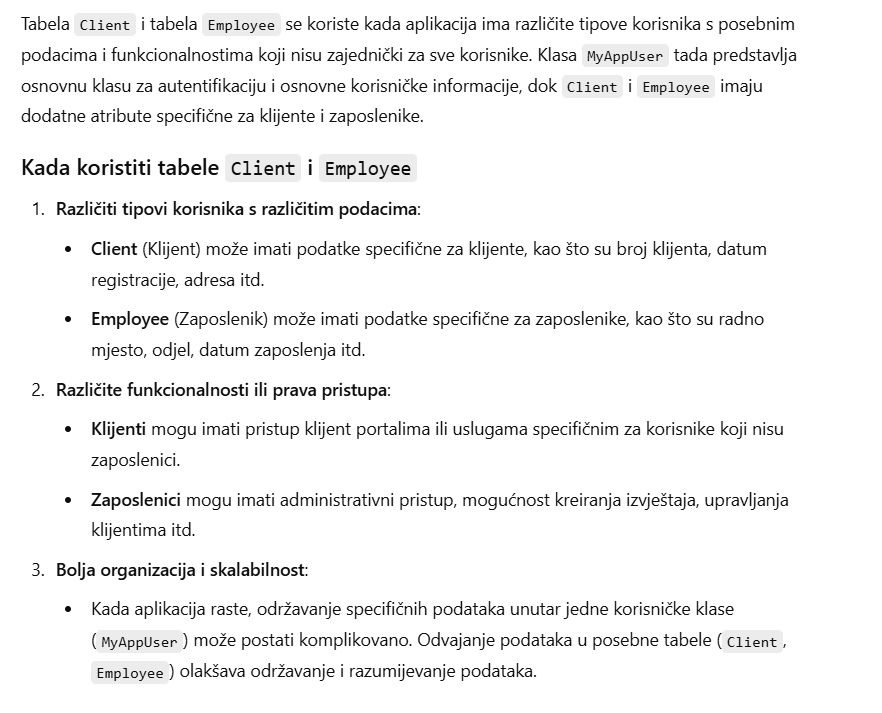 Tabela Client i tabela Employee se koriste kada aplikacija ima različite tipove korisnika s posebnim
podacima i funkcionalnostima koji nisu zajednički za sve korisnike. Klasa MyAppUser tada predstavlja
osnovnu klasu za autentifikaciju i osnovne korisničke informacije, dok Client i Employee imaju
dodatne atribute specifične za klijente i zaposlenike.
Kada koristiti tabele Client i Employee
1. Različiti tipovi korisnika s različitim podacima:
• Client (Klijent) može imati podatke specifične za klijente, kao što su broj klijenta, datum
registracije, adresa itd.
• Employee (Zaposlenik) može imati podatke specifične za zaposlenike, kao što su radno
mjesto, odjel, datum zaposlenja itd.
2. Različite funkcionalnosti ili prava pristupa:
• Klijenti mogu imati pristup klijent portalima ili uslugama specifičnim za korisnike koji nisu
zaposlenici.
• Zaposlenici mogu imati administrativni pristup, mogućnost kreiranja izvještaja, upravljanja
klijentima itd.
3. Bolja organizacija i skalabilnost:
• Kada aplikacija raste, održavanje specifičnih podataka unutar jedne korisničke klase
(MyAppUser) može postati komplikovano. Odvajanje podataka u posebne tabele (Client,
Employee) olakšava održavanje i razumijevanje podataka.